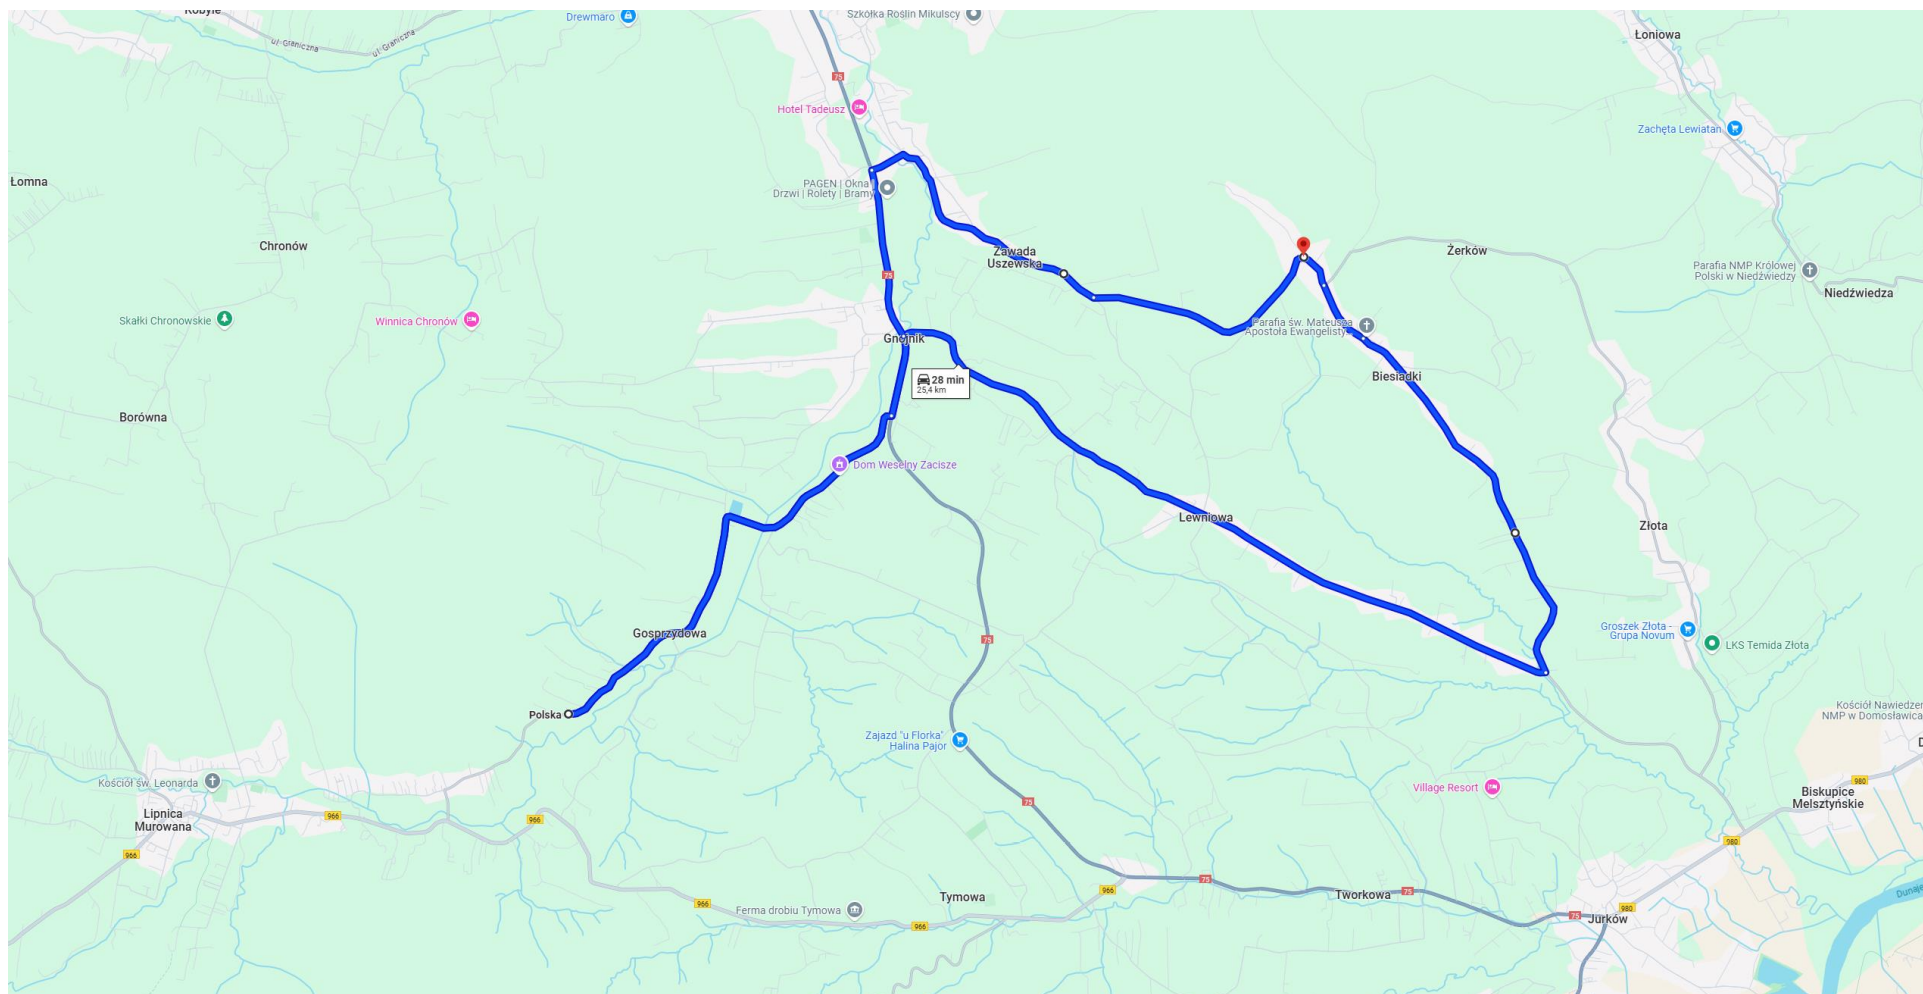 Kobyle
Drewmaro
Szkółka Roślin Mikulscy
ul. Graniczna
ul. Graniczna
Łoniowa
75
Hotel Tadeusz
Zachęta Lewiatan
Łomna
PAGEN | Okna |
Drzwi | Rolety | Bramy
Chronów
Zawada
Uszewska
Żerków
75
Parafia NMP Królowej
Polski w Niedźwiedzy
Niedźwiedza
Skałki Chronowskie
Winnica Chronów
Gnojnik
Parafia św. Mateusza
Apostoła Ewangelisty
28 min
25,4 km
Biesiadki
Borówna
Dom Weselny Zacisze
Lewniowa
Złota
Gosprzydowa
75
Groszek Złota -
Grupa Novum
LKS Temida Złota
Polska
Kościół Nawiedzen
NMP w Domosławica
Zajazd "u Florka"
Halina Pajor
D
Kościół św. Leonarda
Village Resort
980
Biskupice
Melsztyńskie
Lipnica
Murowana
966
966
75
980
966
75
966
75
966
Tymowa
Tworkowa
Dunaje
Ferma drobiu Tymowa
966
980
75
Jurków